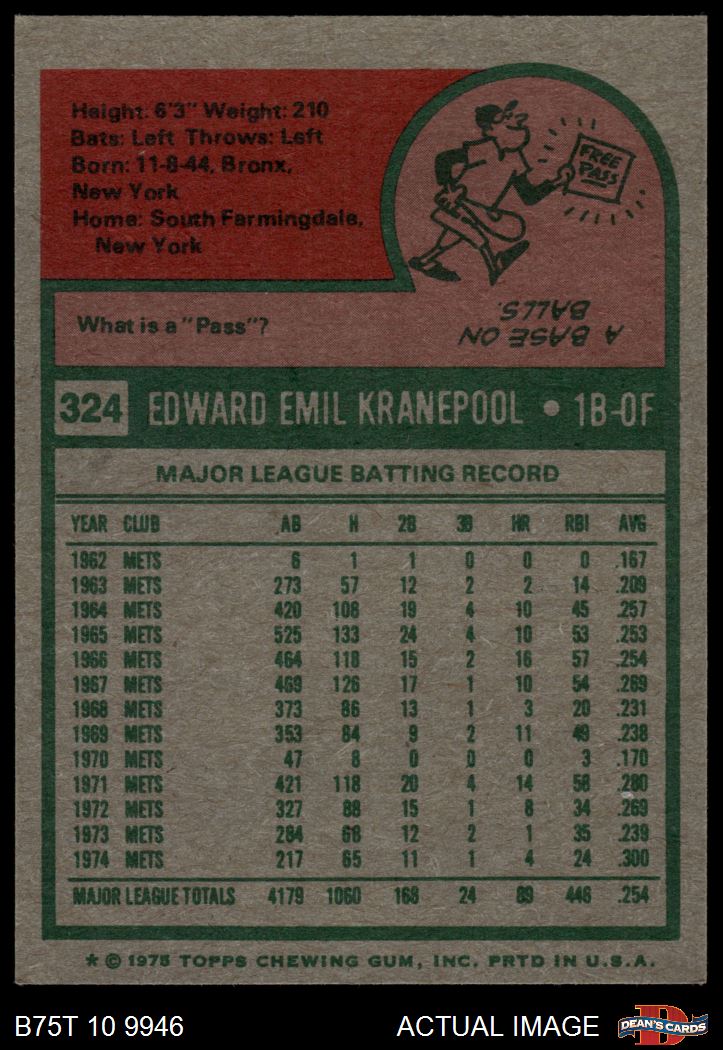 Height: 6'3" Weight: 210
Bats: Left Throws: Left
Born: 11-8-44, Bronx,
New York
Home: South Farmingdale,
New York
FREE
PASS
What is a "Pass"?
A BASE ON
BALLS.
324 EDWARD EMIL KRANEPOOL • 1B-OF
MAJOR LEAGUE BATTING RECORD
YEAR CLUB AB H 2B 3B HR RBI AVG
1962 METS 6 1 1 0 0 0 .167
1963 METS 273 57 12 2 2 14 .209
1964 METS 420 108 19 4 10 45 .257
1965 METS 525 133 24 4 10 53 .253
1966 METS 464 118 15 2 16 57 .254
1967 METS 469 126 17 1 10 54 .269
1968 METS 373 86 13 1 3 20 .231
1969 METS 353 84 9 2 11 49 .238
1970 METS 47 8 0 0 0 3 .170
1971 METS 421 118 20 4 14 58 .280
1972 METS 327 88 15 1 8 34 .269
1973 METS 284 68 12 2 1 35 .239
1974 METS 217 65 11 1 4 24 .300
MAJOR LEAGUE TOTALS 4179 1060 168 24 89 446 .254
* © 1975 TOPPS CHEWING GUM, INC. PRTD IN U.S.A.
B75T 10 9946 ACTUAL IMAGE DEAN'S CARDS